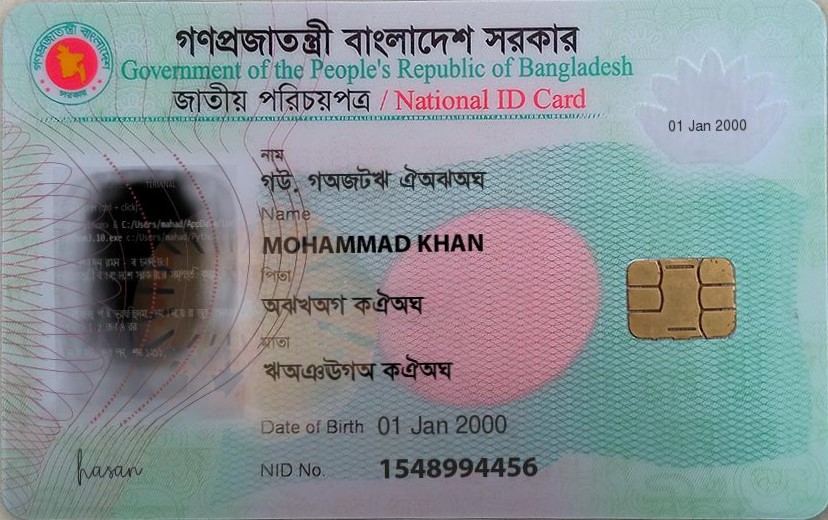 গণপ্রজাতন্ত্রী বাংলাদেশ সরকার
Government of the People's Republic of Bangladesh
জাতীয় পরিচয়পত্র / National ID Card
01 Jan 2000
নাম
গউ. গঅজটঋ ঐঅঝঅঘ
Name
MOHAMMAD KHAN
পিতা
অঝখঅগ কঐঅঘ
মাতা
ঋঅঞঊগঅ কঐঅঘ
Date of Birth 01 Jan 2000
hasan
NID No. 1548994456